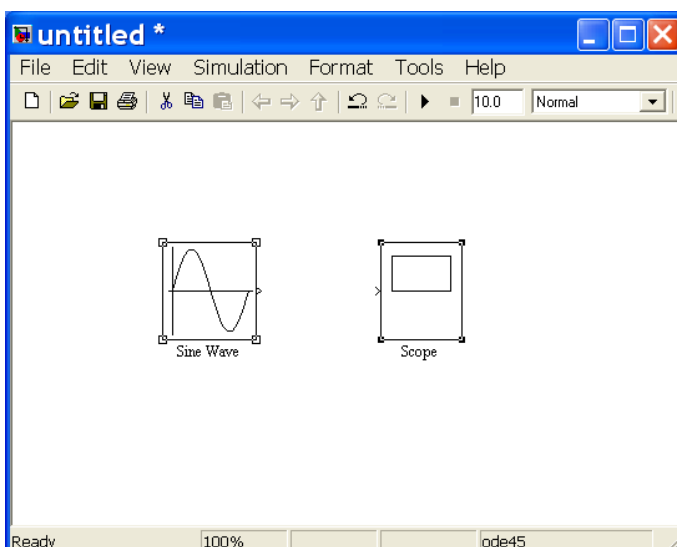 untitled *
File Edit View Simulation Format Tools Help
10.0 Normal
Sine Wave Scope
Ready 100% ode45